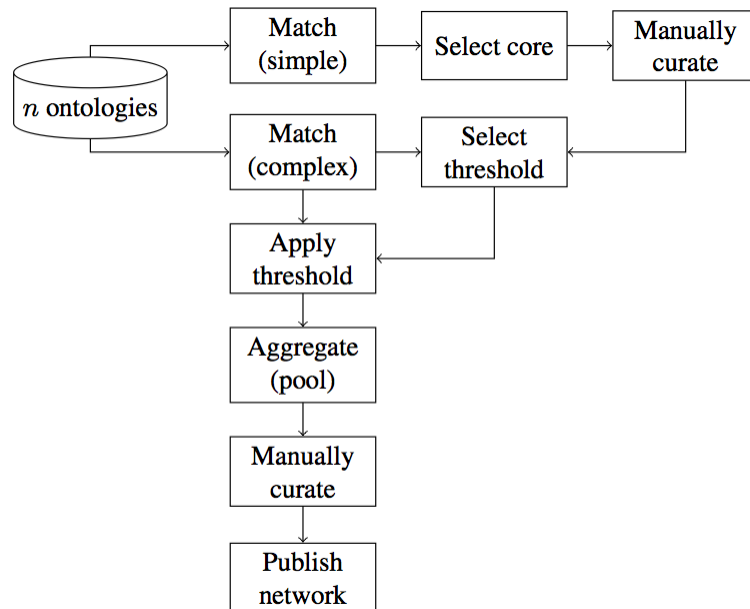 Match
(simple)
Select core
Manually
curate
n ontologies
Match
(complex)
Select
threshold
Apply
threshold
Aggregate
(pool)
Manually
curate
Publish
network